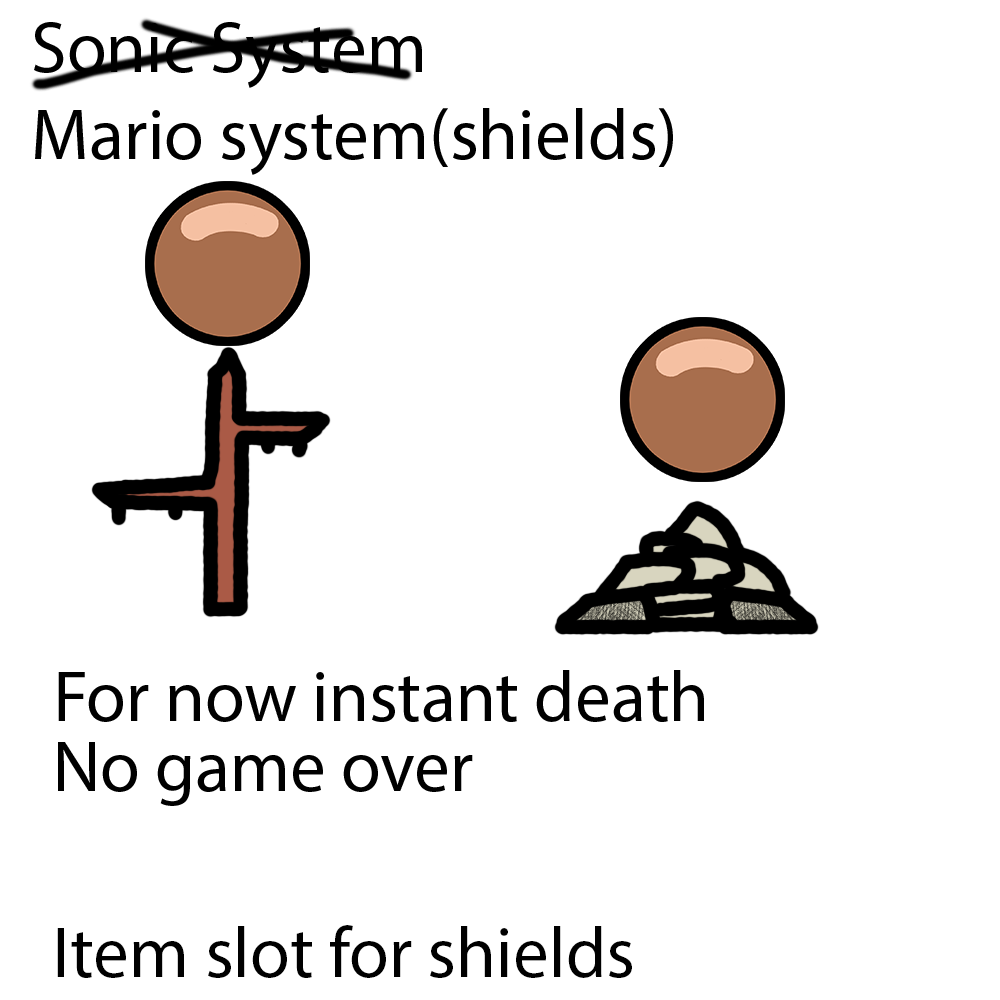 Sonic System
Mario system(shields)
For now instant death
No game over
Item slot for shields